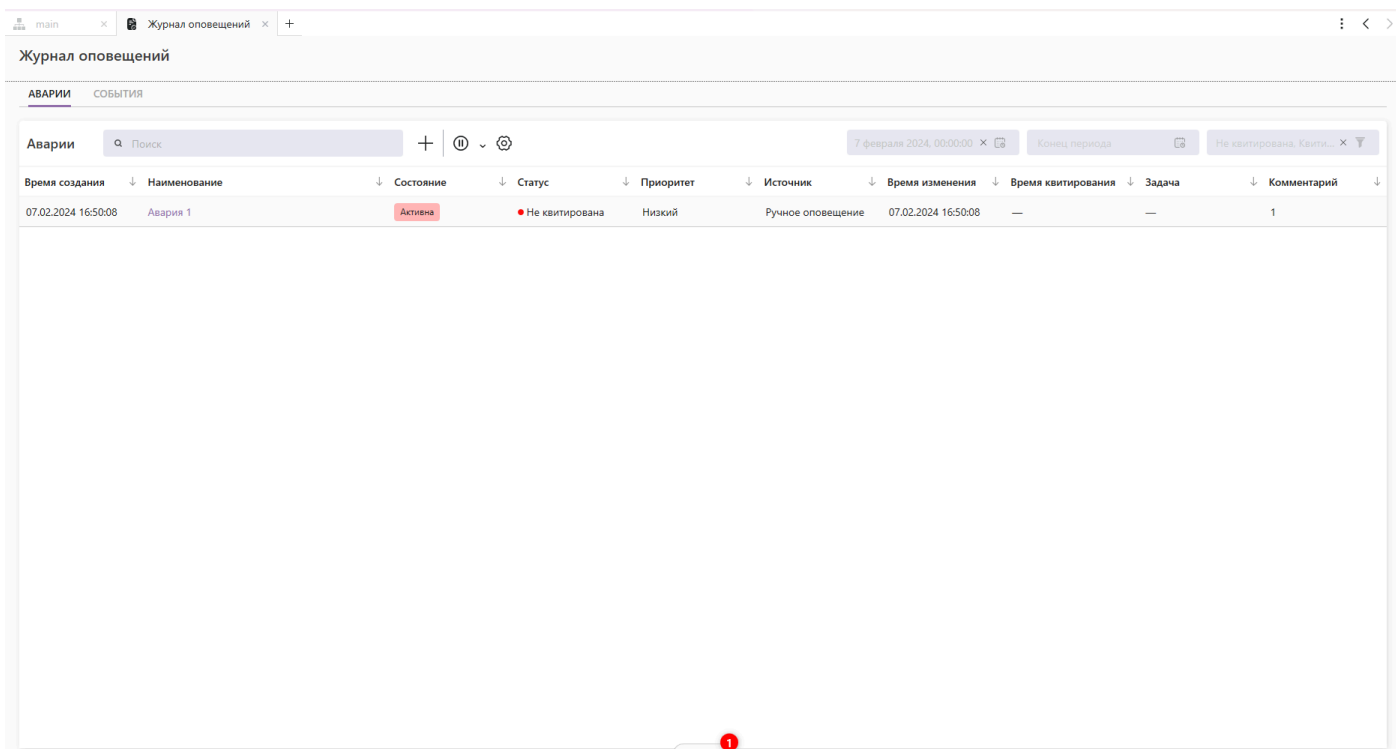 main
Журнал оповещений
Журнал оповещений
АВАРИИ СОБЫТИЯ
Аварии Поиск 7 февраля 2024, 00:00:00 Конец периода Не квитирована, Квити...
Время создания Наименование Состояние Статус Приоритет Источник Время изменения Время квитирования Задача Комментарий
07.02.2024 16:50:08 Авария 1 Активна Не квитирована Низкий Ручное оповещение 07.02.2024 16:50:08 — — 1
1